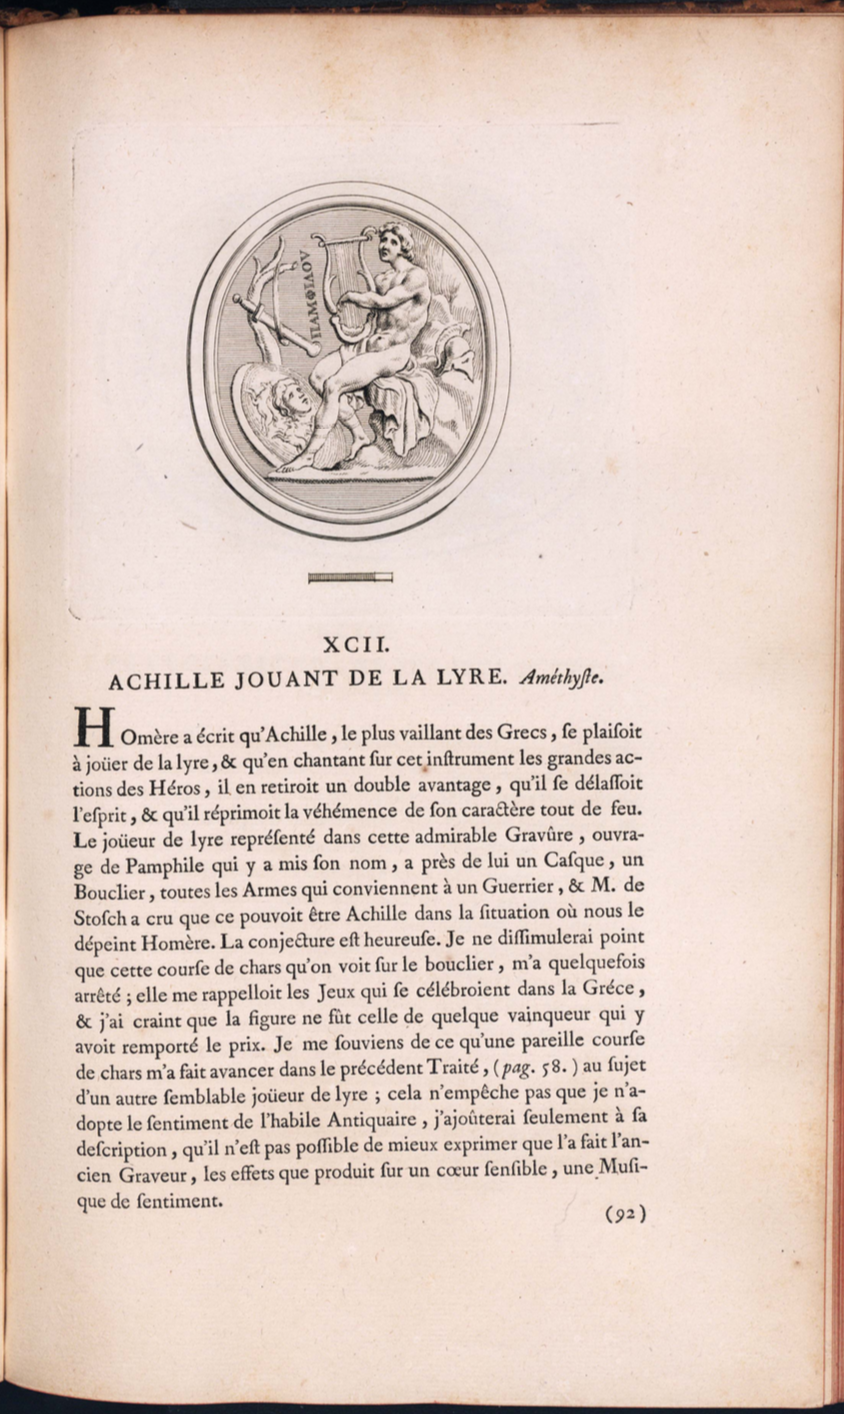 ΠΑΜΦΙΛΟΥ
XCII.
ACHILLE JOUANT DE LA LYRE. Améthyſte.
HOmère a écrit qu'Achille, le plus vaillant des Grecs, ſe plaiſoit
à joüer de la lyre, & qu'en chantant ſur cet inſtrument les grandes ac-
tions des Héros, il en retiroit un double avantage, qu'il ſe délaſſoit
l'eſprit, & qu'il réprimoit la véhémence de ſon caractère tout de feu.
Le joüeur de lyre repréſenté dans cette admirable Gravûre, ouvra-
ge de Pamphile qui y a mis ſon nom, a près de lui un Caſque, un
Bouclier, toutes les Armes qui conviennent à un Guerrier, & M. de
Stoſch a cru que ce pouvoit être Achille dans la ſituation où nous le
dépeint Homère. La conjecture eſt heureuſe. Je ne diſſimulerai point
que cette courſe de chars qu'on voit ſur le bouclier, m'a quelquefois
arrêté; elle me rappelloit les Jeux qui ſe célébroient dans la Gréce,
& j'ai craint que la figure ne fût celle de quelque vainqueur qui y
avoit remporté le prix. Je me ſouviens de ce qu'une pareille courſe
de chars m'a fait avancer dans le précédent Traité, (pag. 58.) au ſujet
d'un autre ſemblable joüeur de lyre; cela n'empêche pas que je n'a-
dopte le ſentiment de l'habile Antiquaire, j'ajoûterai ſeulement à ſa
deſcription, qu'il n'eſt pas poſſible de mieux exprimer que l'a fait l'an-
cien Graveur, les effets que produit ſur un cœur ſenſible, une Muſi-
que de ſentiment.
(92)